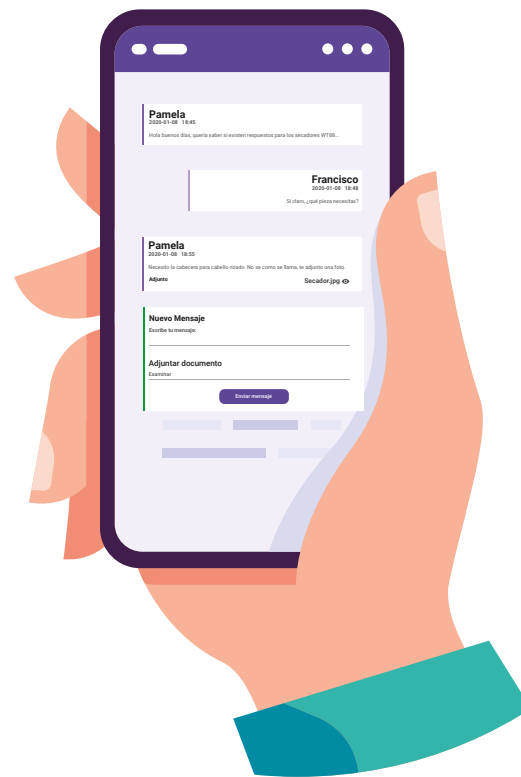 Pamela
2020-01-08 18:45
Hola buenos días, quería saber si existen respuestos para los secadores WT88...
Francisco
2020-01-08 18:48
Si claro, ¿qué pieza necesitas?
Pamela
2020-01-08 18:55
Necesito la cabecera para cabello rizado. No se como se llama, te adjunto una foto.
Adjunto Secador.jpg
Nuevo Mensaje
Escribe tu mensaje:
Adjuntar documento
Examinar
Enviar mensaje